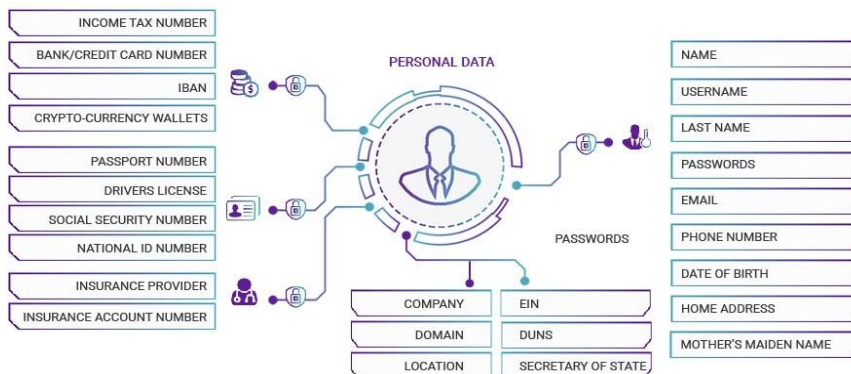 INCOME TAX NUMBER
BANK/CREDIT CARD NUMBER
IBAN
CRYPTO-CURRENCY WALLETS
PASSPORT NUMBER
DRIVERS LICENSE
SOCIAL SECURITY NUMBER
NATIONAL ID NUMBER
INSURANCE PROVIDER
INSURANCE ACCOUNT NUMBER
PERSONAL DATA
$
PASSWORDS
COMPANY
DOMAIN
LOCATION
EIN
DUNS
SECRETARY OF STATE
NAME
USERNAME
LAST NAME
PASSWORDS
EMAIL
PHONE NUMBER
DATE OF BIRTH
HOME ADDRESS
MOTHER'S MAIDEN NAME